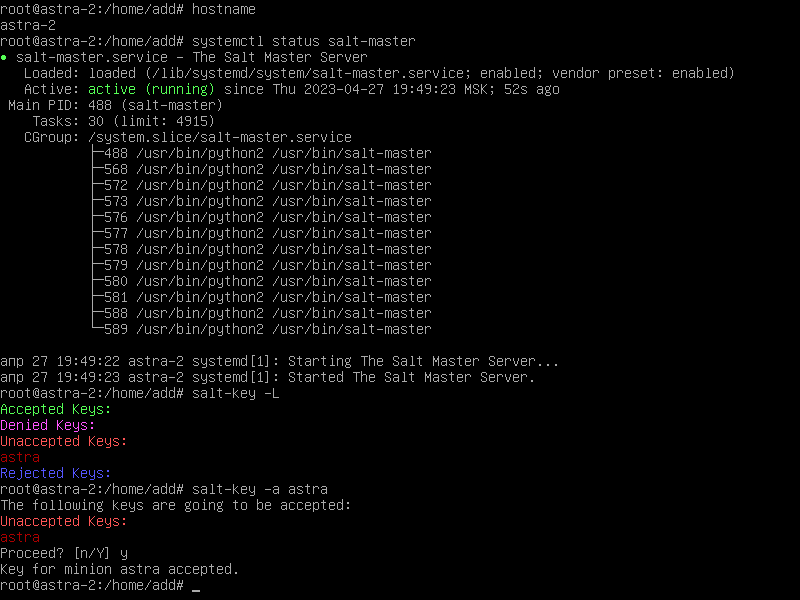 root@astra-2:/home/add# hostname
astra-2
root@astra-2:/home/add# systemctl status salt-master
● salt-master.service - The Salt Master Server
   Loaded: loaded (/lib/systemd/system/salt-master.service; enabled; vendor preset: enabled)
   Active: active (running) since Thu 2023-04-27 19:49:23 MSK; 52s ago
 Main PID: 488 (salt-master)
    Tasks: 30 (limit: 4915)
   CGroup: /system.slice/salt-master.service
           ├─488 /usr/bin/python2 /usr/bin/salt-master
           ├─568 /usr/bin/python2 /usr/bin/salt-master
           ├─572 /usr/bin/python2 /usr/bin/salt-master
           ├─573 /usr/bin/python2 /usr/bin/salt-master
           ├─576 /usr/bin/python2 /usr/bin/salt-master
           ├─577 /usr/bin/python2 /usr/bin/salt-master
           ├─578 /usr/bin/python2 /usr/bin/salt-master
           ├─579 /usr/bin/python2 /usr/bin/salt-master
           ├─580 /usr/bin/python2 /usr/bin/salt-master
           ├─581 /usr/bin/python2 /usr/bin/salt-master
           ├─588 /usr/bin/python2 /usr/bin/salt-master
           └─589 /usr/bin/python2 /usr/bin/salt-master

апр 27 19:49:22 astra-2 systemd[1]: Starting The Salt Master Server...
апр 27 19:49:23 astra-2 systemd[1]: Started The Salt Master Server.
root@astra-2:/home/add# salt-key -L
Accepted Keys:
Denied Keys:
Unaccepted Keys:
astra
Rejected Keys:
root@astra-2:/home/add# salt-key -a astra
The following keys are going to be accepted:
Unaccepted Keys:
astra
Proceed? [n/Y] y
Key for minion astra accepted.
root@astra-2:/home/add# _